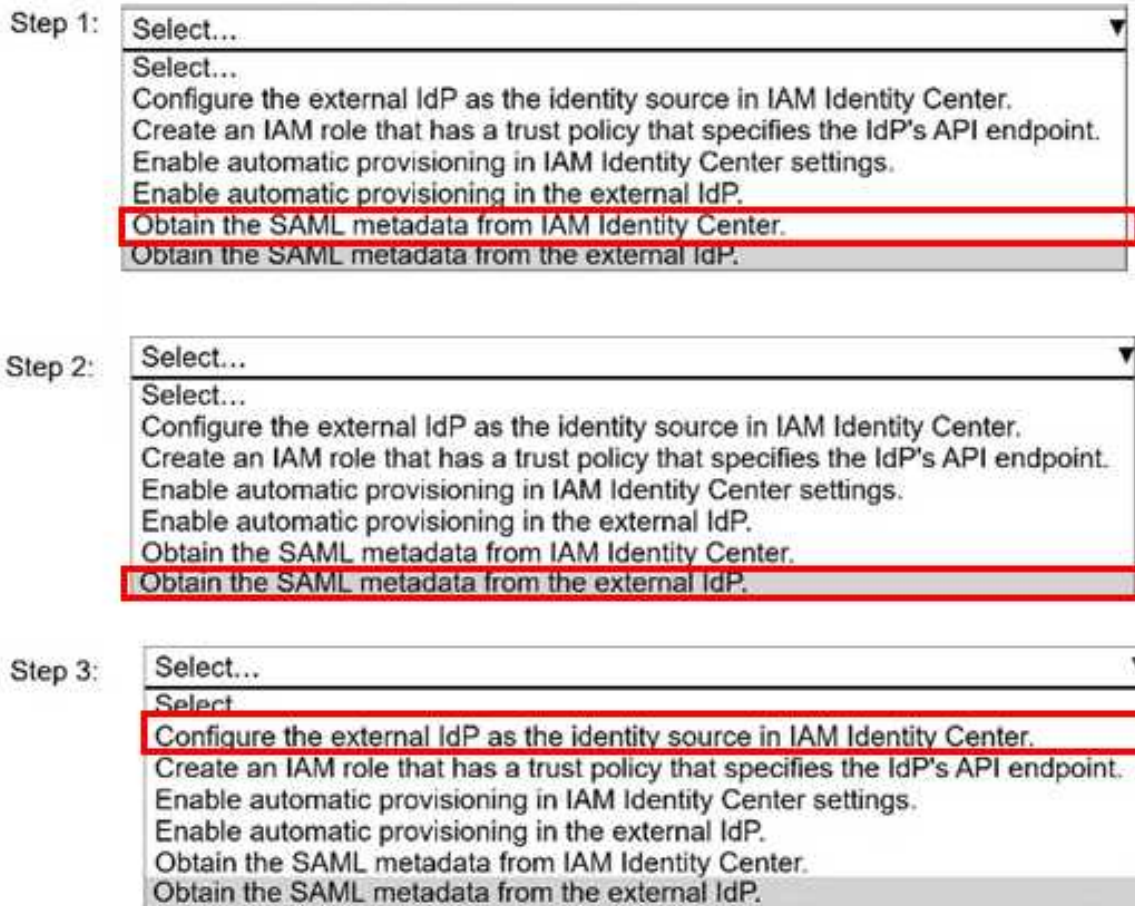 Step 1:
Select...
Select...
Configure the external IdP as the identity source in IAM Identity Center.
Create an IAM role that has a trust policy that specifies the IdP's API endpoint.
Enable automatic provisioning in IAM Identity Center settings.
Enable automatic provisioning in the external IdP.
Obtain the SAML metadata from IAM Identity Center.
Obtain the SAML metadata from the external IdP.
Step 2:
Select...
Select...
Configure the external IdP as the identity source in IAM Identity Center.
Create an IAM role that has a trust policy that specifies the IdP's API endpoint.
Enable automatic provisioning in IAM Identity Center settings.
Enable automatic provisioning in the external IdP.
Obtain the SAML metadata from IAM Identity Center.
Obtain the SAML metadata from the external IdP.
Step 3:
Select...
Select
Configure the external IdP as the identity source in IAM Identity Center.
Create an IAM role that has a trust policy that specifies the IdP's API endpoint.
Enable automatic provisioning in IAM Identity Center settings.
Enable automatic provisioning in the external IdP.
Obtain the SAML metadata from IAM Identity Center.
Obtain the SAML metadata from the external IdP.